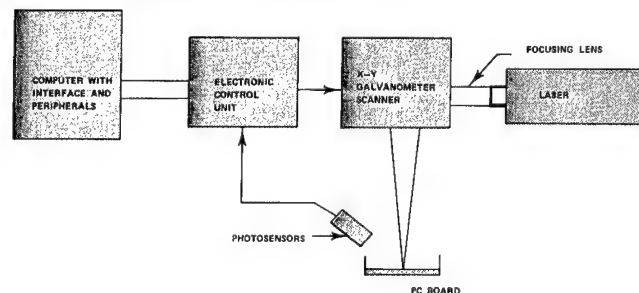 COMPUTER WITH
INTERFACE AND
PERIPHERALS
ELECTRONIC
CONTROL
UNIT
X-Y
GALVANOMETER
SCANNER
FOCUSING LENS
LASER
PHOTOSENSORS
PC BOARD